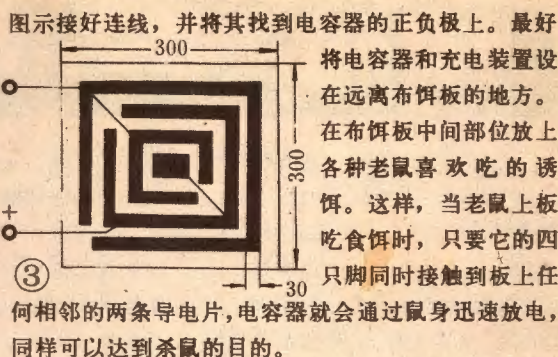 图示接好连线，并将其找到电容器的正负极上。最好
300
将电容器和充电装置设
在远离布饵板的地方。
在布饵板中间部位放上
各种老鼠喜欢吃的诱
饵。这样，当老鼠上板
吃食饵时，只要它的四
只脚同时接触到板上任
300
+
③
30
何相邻的两条导电片，电容器就会通过鼠身迅速放电，
同样可以达到杀鼠的目的。